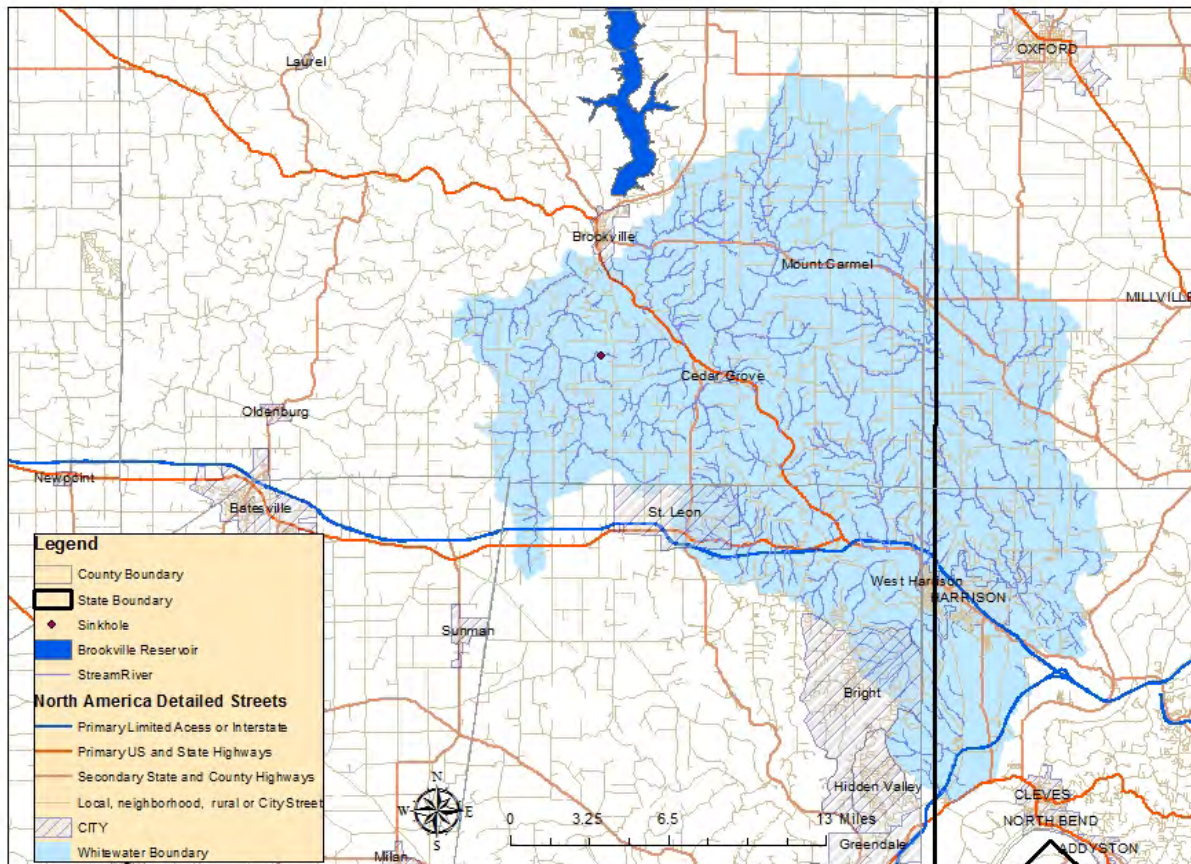 OXFORD
Laurel
Brookville
Mount Carmel
MILLVILLE
Cedar Grove
Oldenburg
Newpoint
Batesville
St. Leon
West Harrison
HARRISON
Sunman
Bright
Hidden Valley
CLEVES
NORTH BEND
ADDYSTON
Greendale
Milan
Legend
County Boundary
State Boundary
Sinkhole
Brookville Reservoir
StreamRiver
North America Detailed Streets
Primary Limited Acess or Interstate
Primary US and State Highways
Secondary State and County Highways
Local, neighborhood, rural or CityStreet
CITY
Whitewater Boundary
N
W E
S
0 3.25 6.5 13 Miles